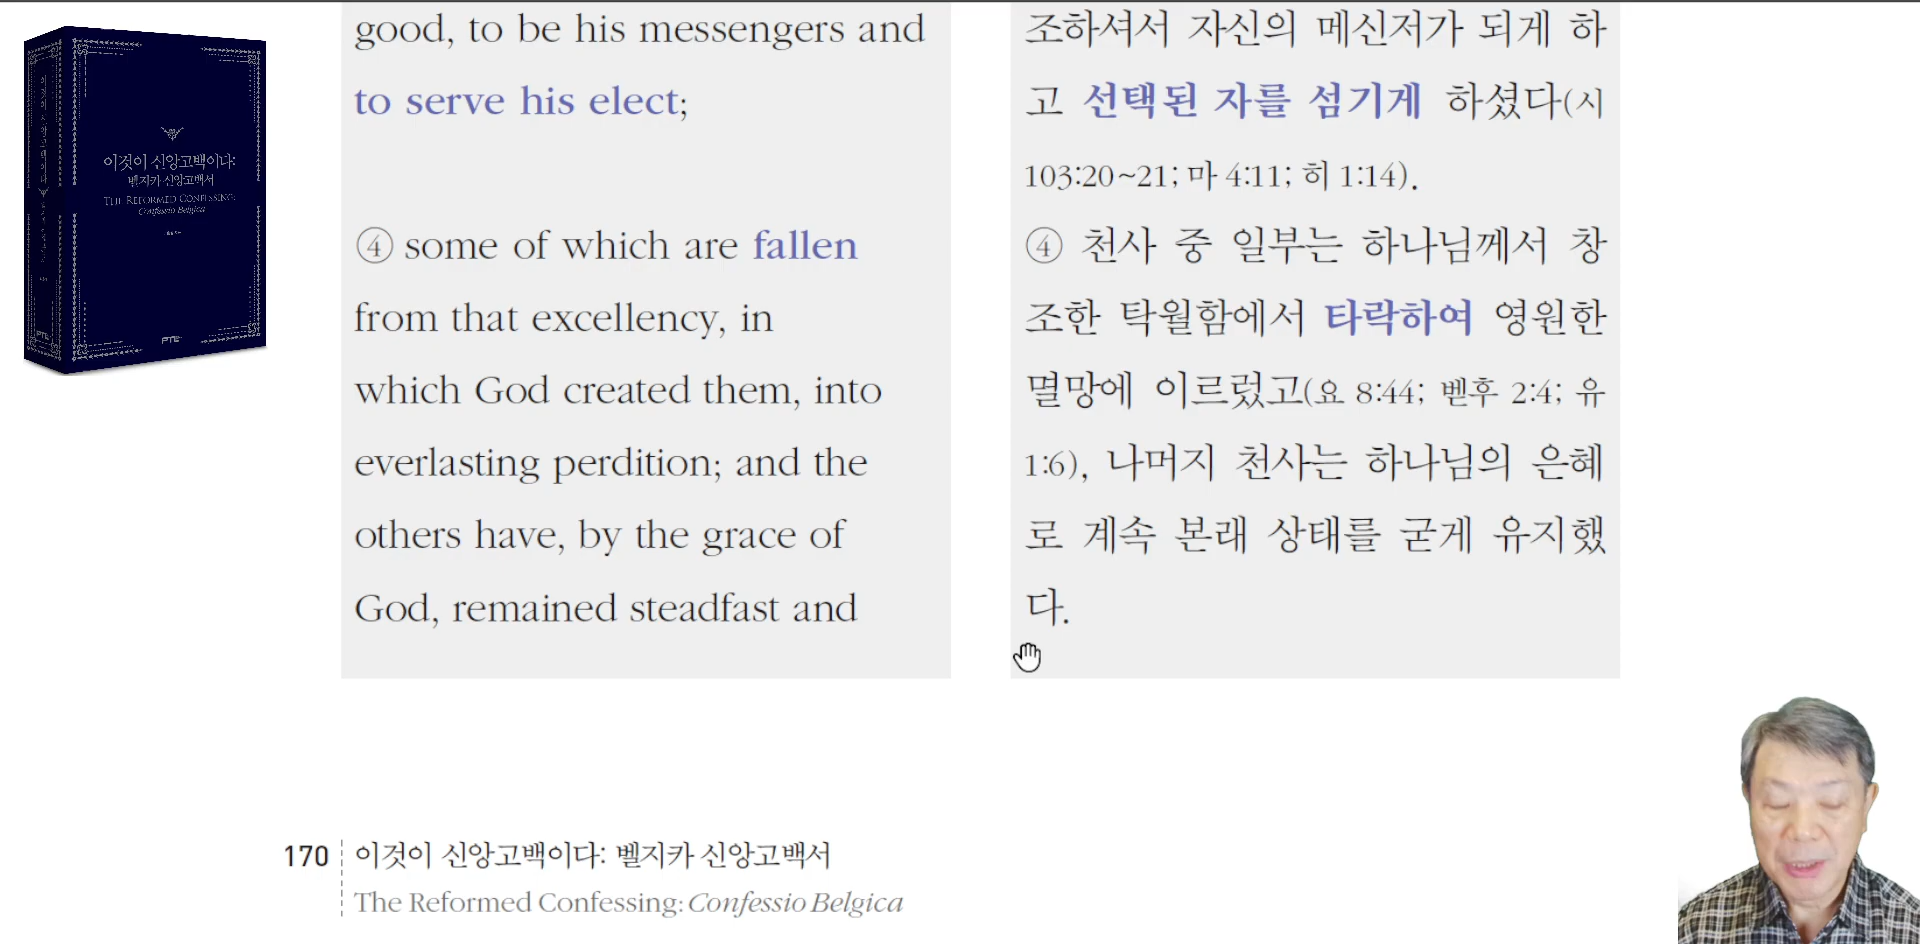 이것이 신앙고백이다:
벨지카 신앙고백서
THE REFORMED CONFESSING:
Confessio Belgica
good, to be his messengers and
to serve his elect;
④ some of which are fallen
from that excellency, in
which God created them, into
everlasting perdition; and the
others have, by the grace of
God, remained steadfast and
조하셔서 자신의 메신저가 되게 하
고 선택된 자를 섬기게 하셨다(시
103:20~21; 마 4:11; 히 1:14).
④ 천사 중 일부는 하나님께서 창
조한 탁월함에서 타락하여 영원한
멸망에 이르렀고(요 8:44; 벧후 2:4; 유
1:6), 나머지 천사는 하나님의 은혜
로 계속 본래 상태를 굳게 유지했
다.
170 이것이 신앙고백이다: 벨지카 신앙고백서
The Reformed Confessing: Confessio Belgica